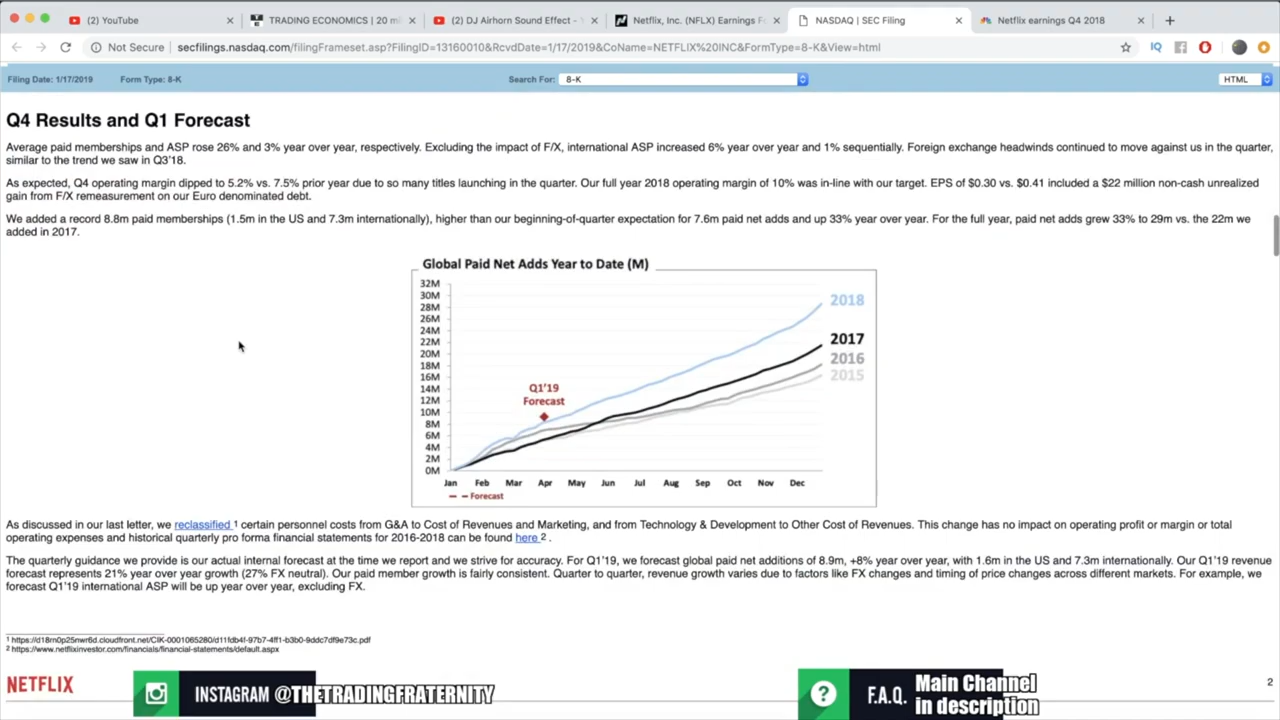 (2) YouTube
TRADING ECONOMICS | 20 mi
(2) DJ Airhorn Sound Effect -
Netflix, Inc. (NFLX) Earnings F
NASDAQ | SEC Filing
Netflix earnings Q4 2018
Not Secure
secfilings.nasdaq.com/filingFrameset.asp?FilingID=13160010&RcvdDate=1/17/2019&CoName=NETFLIX%20INC&FormType=8-K&View=html
Filing Date: 1/17/2019 Form Type: 8-K Search For: 8-K HTML
Q4 Results and Q1 Forecast
Average paid memberships and ASP rose 26% and 3% year over year, respectively. Excluding the impact of F/X, international ASP increased 6% year over year and 1% sequentially. Foreign exchange headwinds continued to move against us in the quarter,
similar to the trend we saw in Q3'18.
As expected, Q4 operating margin dipped to 5.2% vs. 7.5% prior year due to so many titles launching in the quarter. Our full year 2018 operating margin of 10% was in-line with our target. EPS of $0.30 vs. $0.41 included a $22 million non-cash unrealized
gain from F/X remeasurement on our Euro denominated debt.
We added a record 8.8m paid memberships (1.5m in the US and 7.3m internationally), higher than our beginning-of-quarter expectation for 7.6m paid net adds and up 33% year over year. For the full year, paid net adds grew 33% to 29m vs. the 22m we
added in 2017.
Global Paid Net Adds Year to Date (M)
32M
30M
28M
26M
24M
22M
20M
18M
16M
14M
12M
10M
8M
6M
4M
2M
0M
2018
2017
2016
2015
Q1'19
Forecast
Jan Feb Mar Apr May Jun Jul Aug Sep Oct Nov Dec
Forecast
As discussed in our last letter, we reclassified 1 certain personnel costs from G&A to Cost of Revenues and Marketing, and from Technology & Development to Other Cost of Revenues. This change has no impact on operating profit or margin or total
operating expenses and historical quarterly pro forma financial statements for 2016-2018 can be found here 2 .
The quarterly guidance we provide is our actual internal forecast at the time we report and we strive for accuracy. For Q1'19, we forecast global paid net additions of 8.9m, +8% year over year, with 1.6m in the US and 7.3m internationally. Our Q1'19 revenue
forecast represents 21% year over year growth (27% FX neutral). Our paid member growth is fairly consistent. Quarter to quarter, revenue growth varies due to factors like FX changes and timing of price changes across different markets. For example, we
forecast Q1'19 international ASP will be up year over year, excluding FX.
1 https://d18rn0p25nwr6d.cloudfront.net/CIK-0001065280/d11fdb4f-97b7-4ff1-b3b0-9ddc7df9e73c.pdf
2 https://www.netflixinvestor.com/financials/financial-statements/default.aspx
NETFLIX
2
INSTAGRAM @THETRADINGFRATERNITY
? F.A.Q. Main Channel
in description